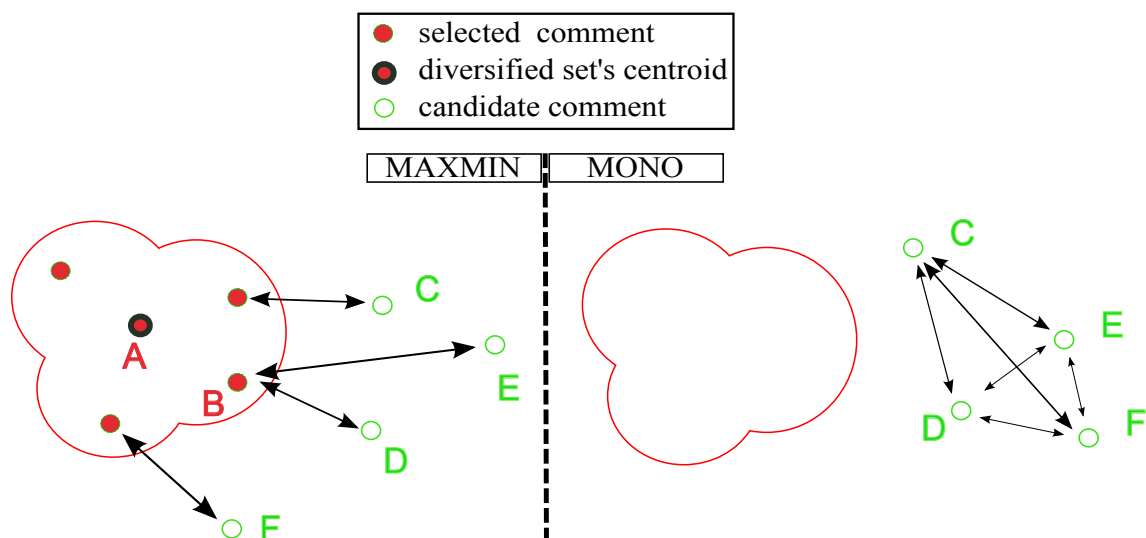 selected comment
diversified set's centroid
candidate comment
MAXMIN
MONO
A
B
C
E
D
F
C
E
D
F